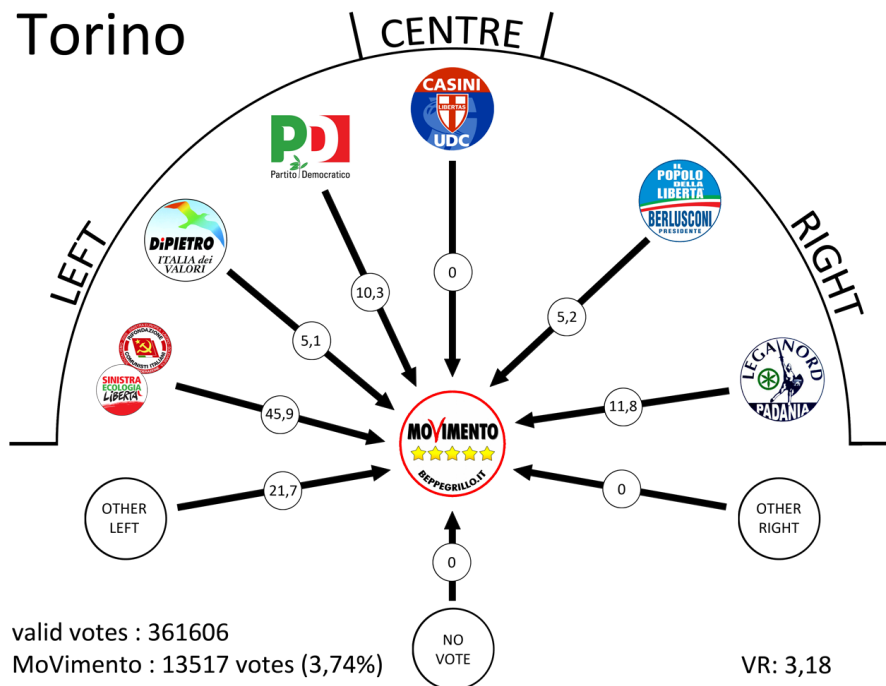 Torino
CENTRE
LEFT
RIGHT
CASINI
LIBERTAS
UDC
PD
Partito Democratico
IL
POPOLO
DELLA
LIBERTÀ
BERLUSCONI
PRESIDENTE
DiPIETRO
ITALIA dei
VALORI
10,3
0
5,2
5,1
RIFONDAZIONE
COMUNISTI ITALIANI
SINISTRA
ECOLOGIA
LIBERTÀ
LEGA NORD
PADANIA
45,9
11,8
MOVIMENTO
BEPPEGRILLO.IT
OTHER
LEFT
21,7
0
OTHER
RIGHT
0
NO
VOTE
valid votes : 361606
MoVimento : 13517 votes (3,74%)
VR: 3,18